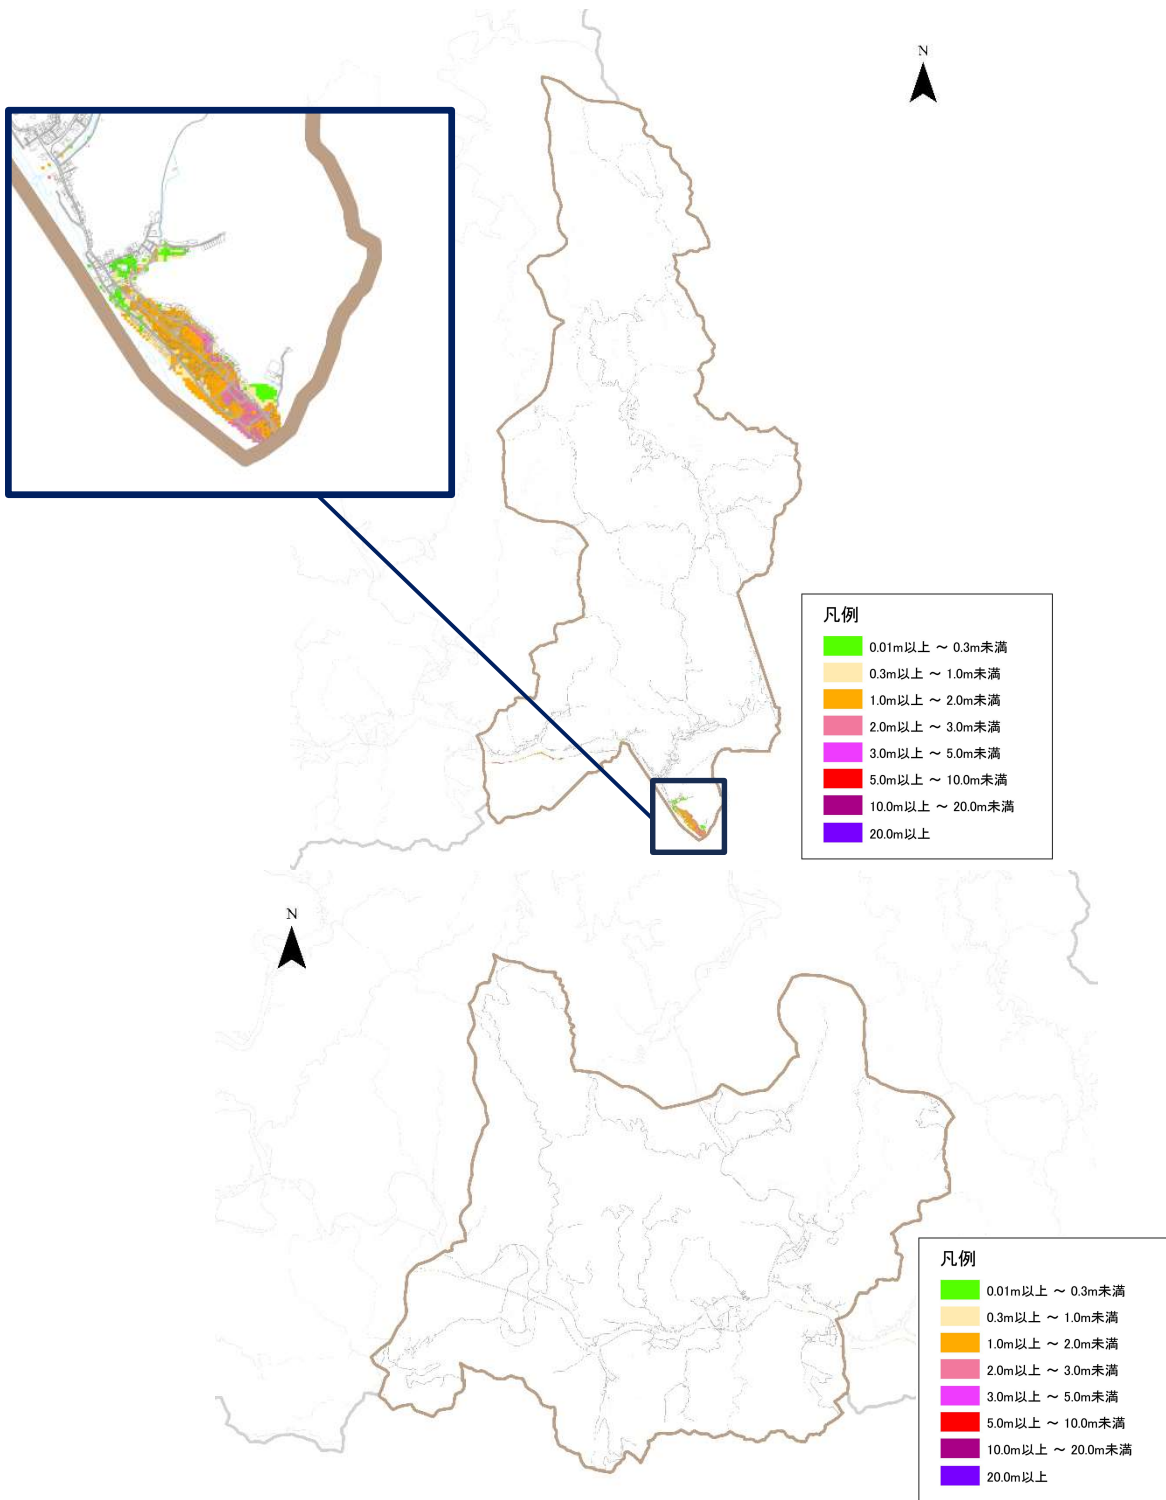 N
凡例
0.01m以上 ～ 0.3m未満
0.3m以上 ～ 1.0m未満
1.0m以上 ～ 2.0m未満
2.0m以上 ～ 3.0m未満
3.0m以上 ～ 5.0m未満
5.0m以上 ～ 10.0m未満
10.0m以上 ～ 20.0m未満
20.0m以上
N
凡例
0.01m以上 ～ 0.3m未満
0.3m以上 ～ 1.0m未満
1.0m以上 ～ 2.0m未満
2.0m以上 ～ 3.0m未満
3.0m以上 ～ 5.0m未満
5.0m以上 ～ 10.0m未満
10.0m以上 ～ 20.0m未満
20.0m以上